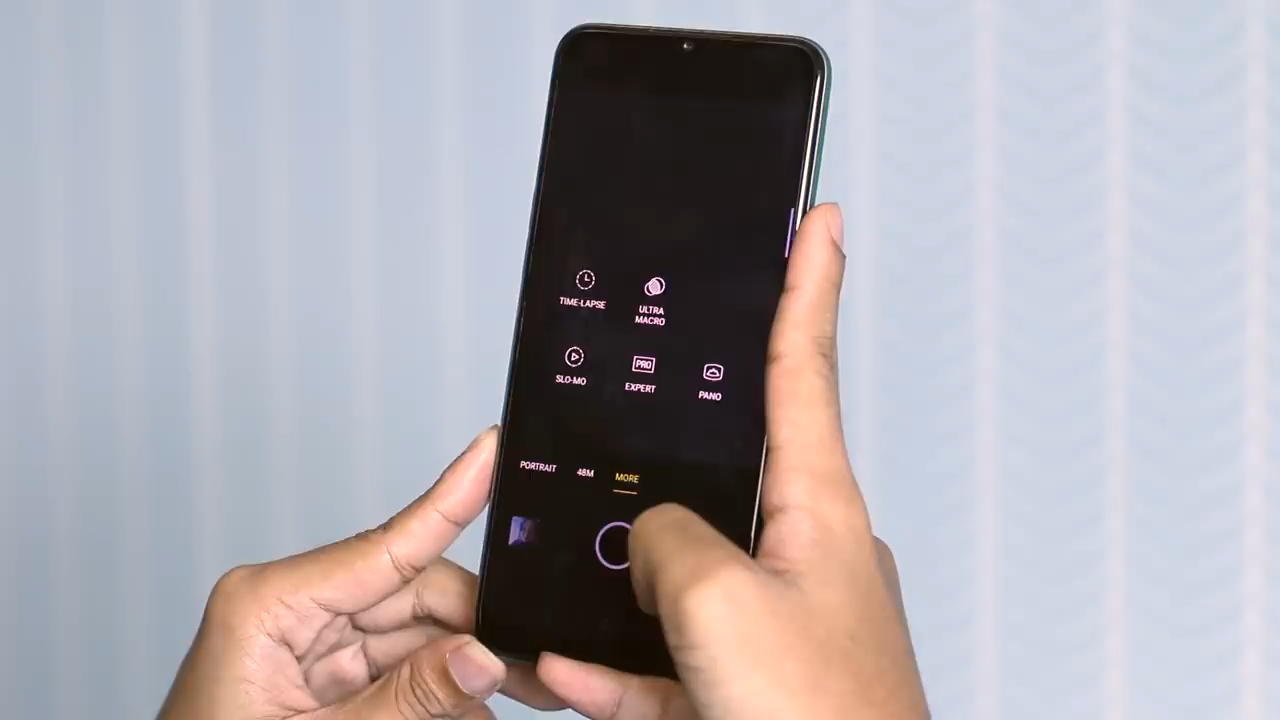 TIME-LAPSE
ULTRA
MACRO
SLO-MO
PRO
EXPERT
PANO
PORTRAIT
48M
MORE